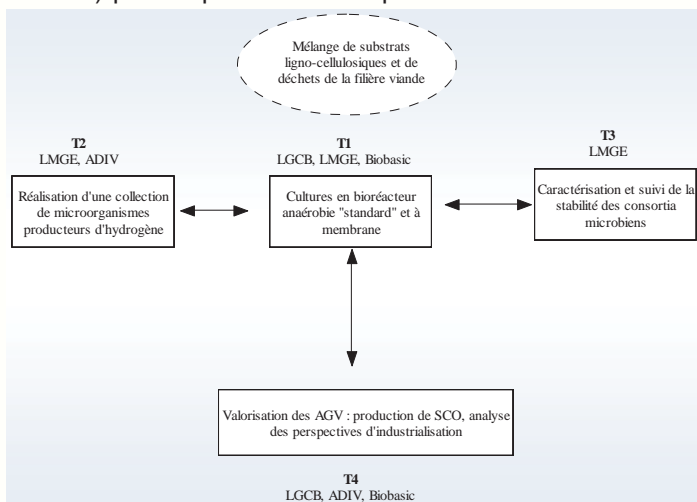 Mélange de substrats
ligno-cellulosiques et de
déchets de la filière viande
T2
LMGE, ADIV
T1
LGCB, LMGE, Biobasic
T3
LMGE
Réalisation d'une collection
de microorganismes
producteurs d'hydrogène
Cultures en bioréacteur
anaérobie "standard" et à
membrane
Caractérisation et suivi de la
stabilité des consortia
microbiens
Valorisation des AGV : production de SCO, analyse
des perspectives d'industrialisation
T4
LGCB, ADIV, Biobasic